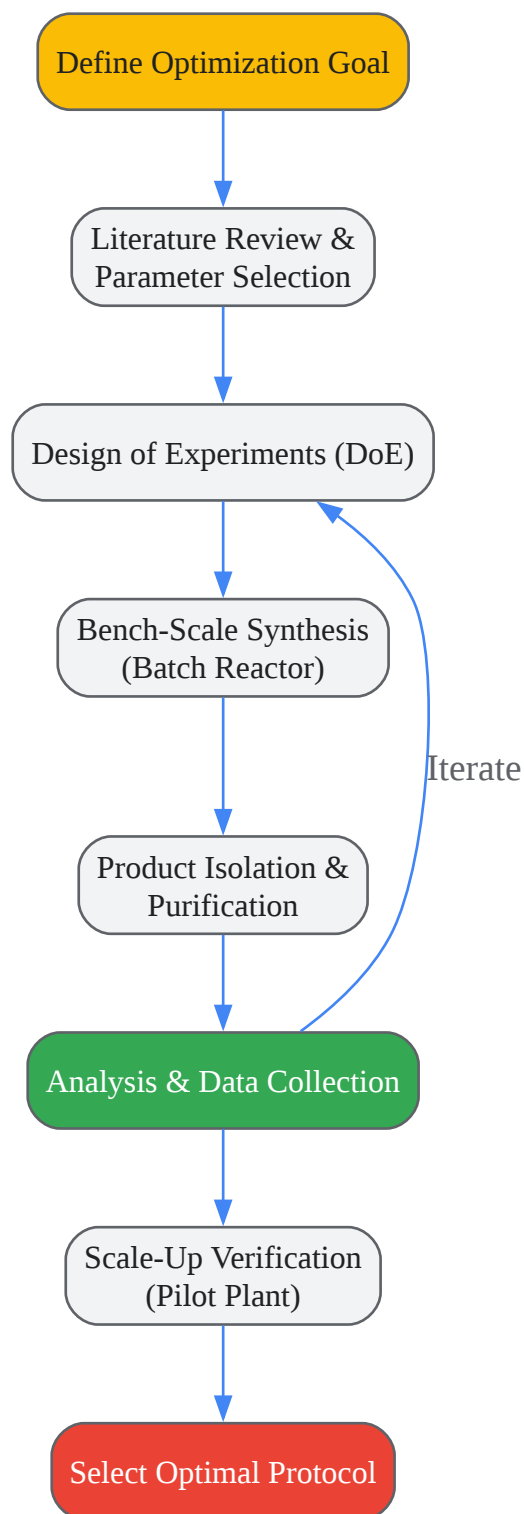 Define Optimization Goal
Literature Review &
Parameter Selection
Design of Experiments (DoE)
Bench-Scale Synthesis
(Batch Reactor)
Iterate
Product Isolation &
Purification
Analysis & Data Collection
Scale-Up Verification
(Pilot Plant)
Select Optimal Protocol